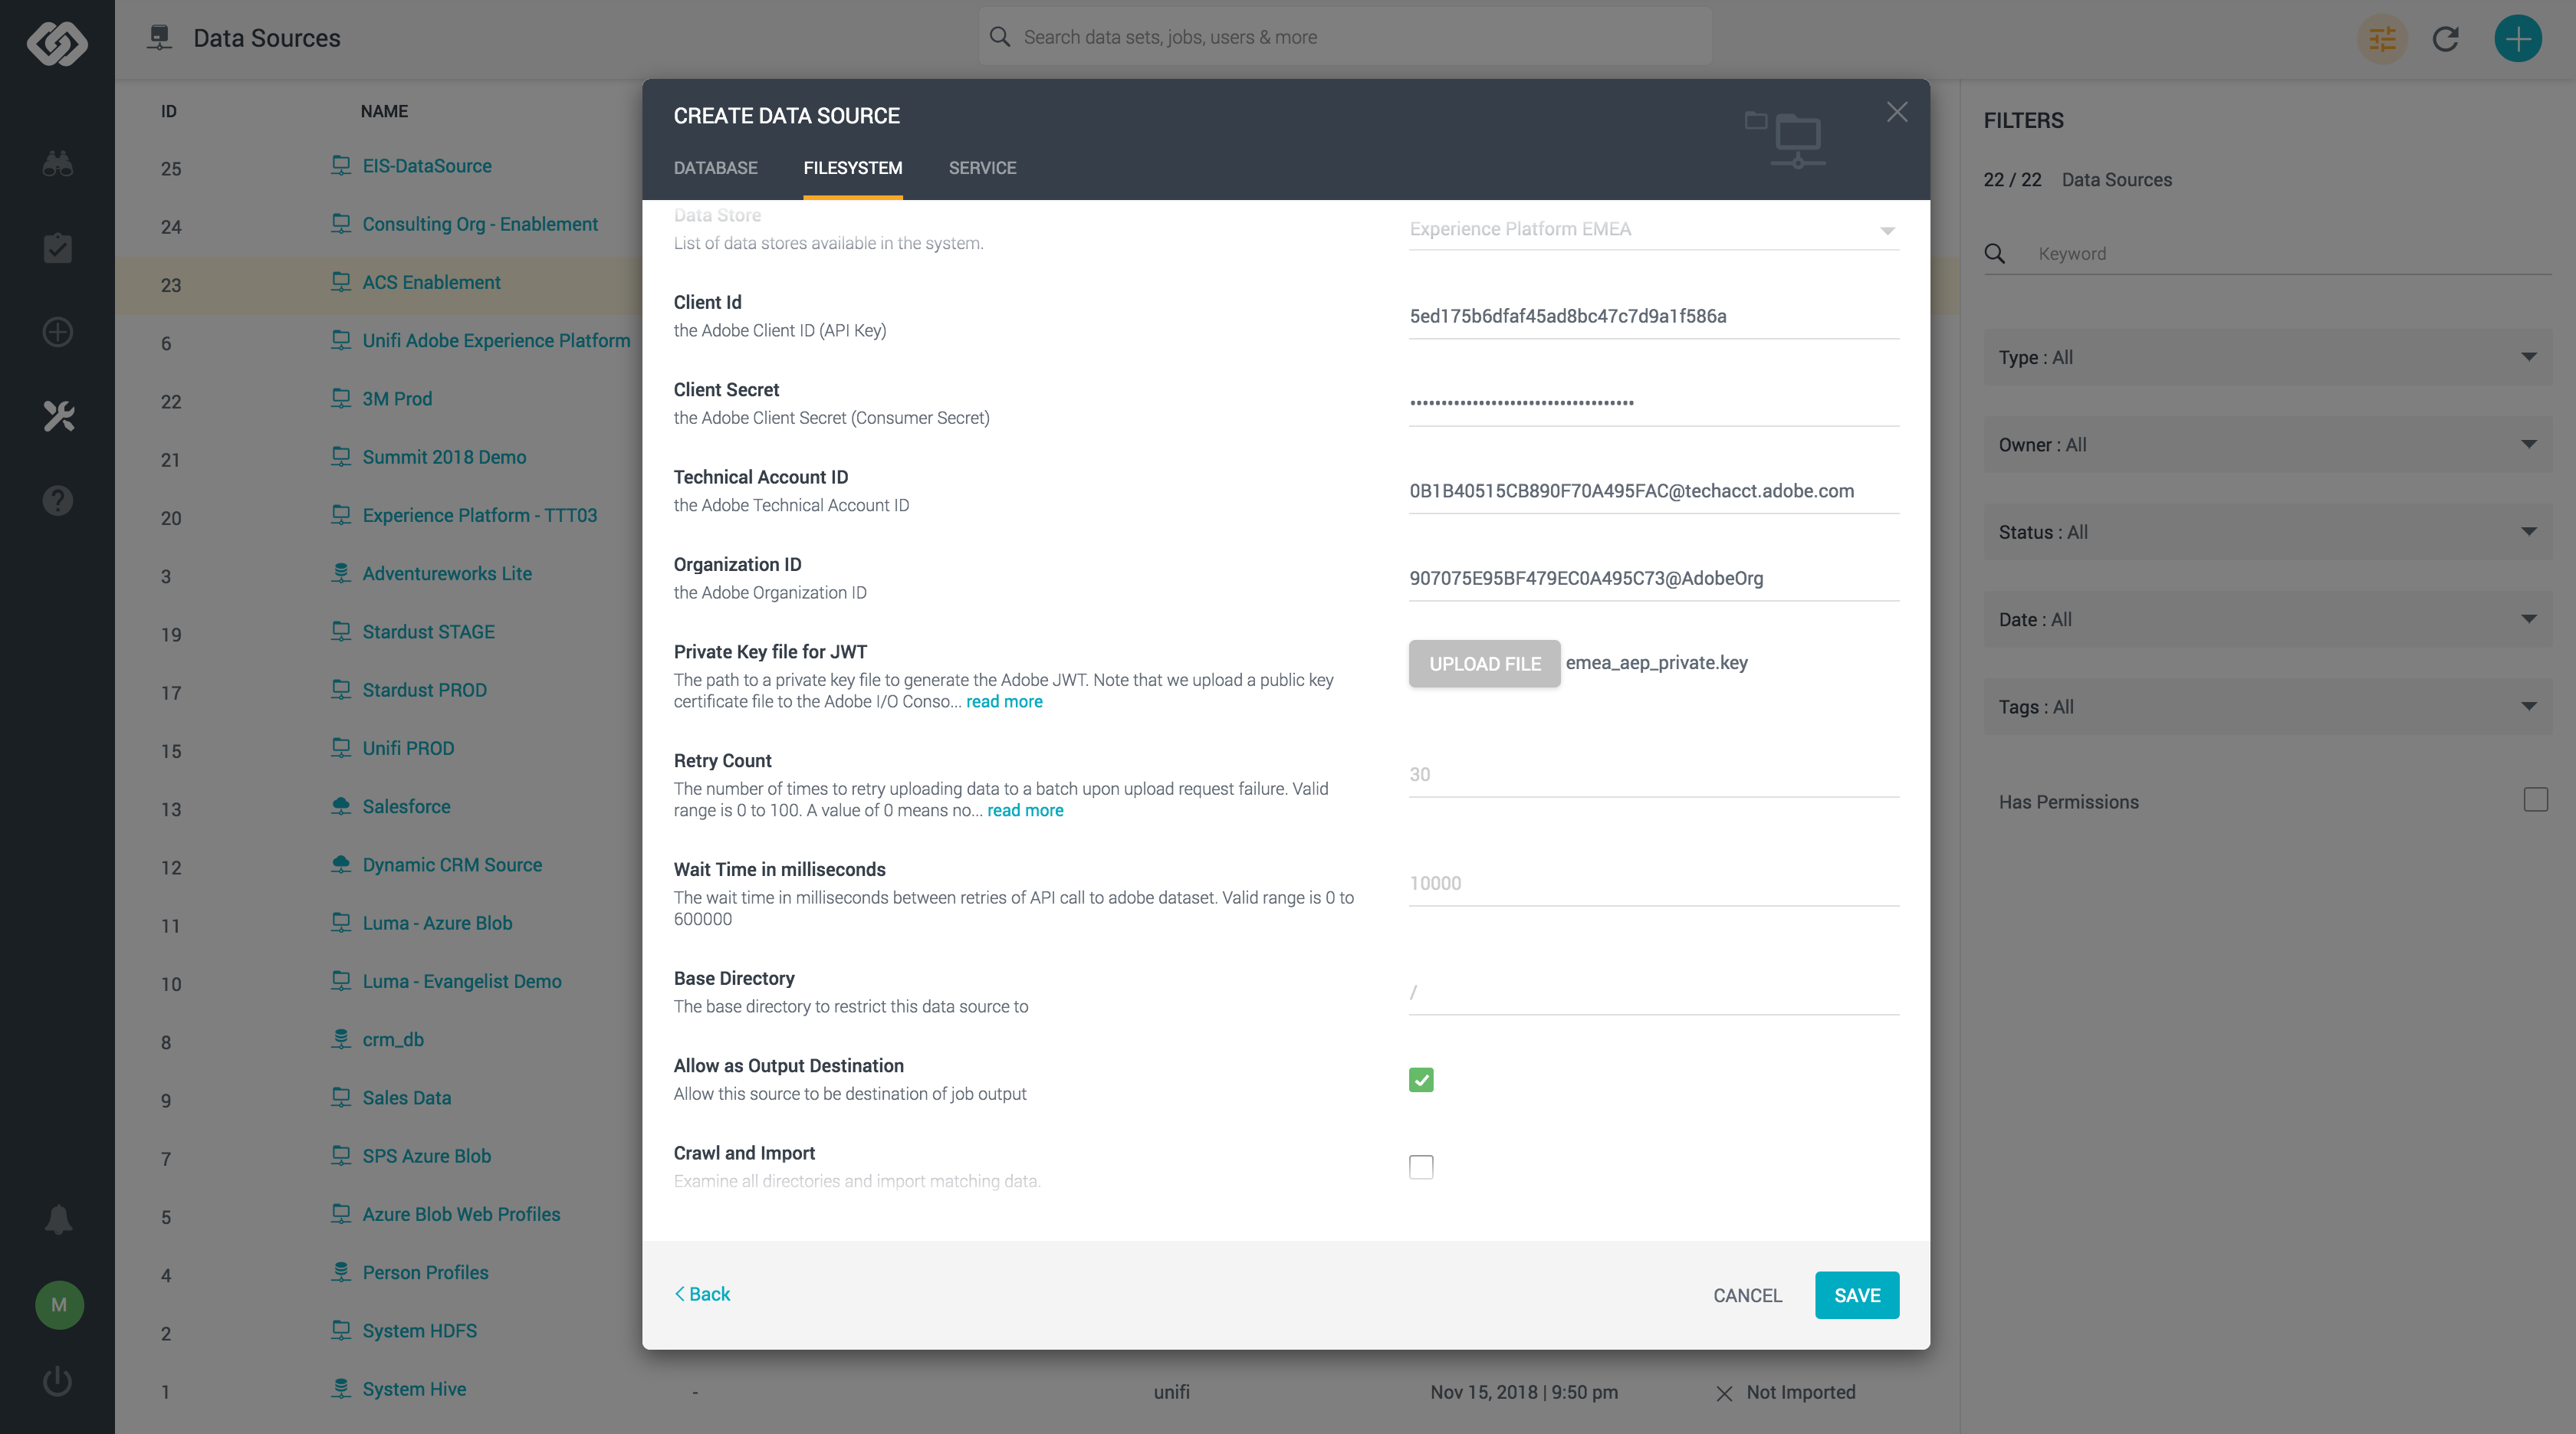 Data Sources
Search data sets, jobs, users & more
ID NAME
25 EIS-DataSource
24 Consulting Org - Enablement
23 ACS Enablement
6 Unifi Adobe Experience Platform
22 3M Prod
21 Summit 2018 Demo
20 Experience Platform - TTT03
3 Adventureworks Lite
19 Stardust STAGE
17 Stardust PROD
15 Unifi PROD
13 Salesforce
12 Dynamic CRM Source
11 Luma - Azure Blob
10 Luma - Evangelist Demo
8 crm_db
9 Sales Data
7 SPS Azure Blob
5 Azure Blob Web Profiles
4 Person Profiles
2 System HDFS
1 System Hive - unifi Nov 15, 2018 | 9:50 pm Not Imported
M
CREATE DATA SOURCE
DATABASE FILESYSTEM SERVICE
Data Store
List of data stores available in the system.
Experience Platform EMEA
Client Id
the Adobe Client ID (API Key)
5ed175b6dfaf45ad8bc47c7d9a1f586a
Client Secret
the Adobe Client Secret (Consumer Secret)
Technical Account ID
the Adobe Technical Account ID
0B1B40515CB890F70A495FAC@techacct.adobe.com
Organization ID
the Adobe Organization ID
907075E95BF479EC0A495C73@AdobeOrg
Private Key file for JWT
The path to a private key file to generate the Adobe JWT. Note that we upload a public key
certificate file to the Adobe I/O Conso... read more
UPLOAD FILE emea_aep_private.key
Retry Count
The number of times to retry uploading data to a batch upon upload request failure. Valid
range is 0 to 100. A value of 0 means no... read more
30
Wait Time in milliseconds
The wait time in milliseconds between retries of API call to adobe dataset. Valid range is 0 to
600000
10000
Base Directory
The base directory to restrict this data source to
/
Allow as Output Destination
Allow this source to be destination of job output
Crawl and Import
Examine all directories and import matching data.
Back
CANCEL
SAVE
FILTERS
22 / 22 Data Sources
Keyword
Type : All
Owner : All
Status : All
Date : All
Tags : All
Has Permissions